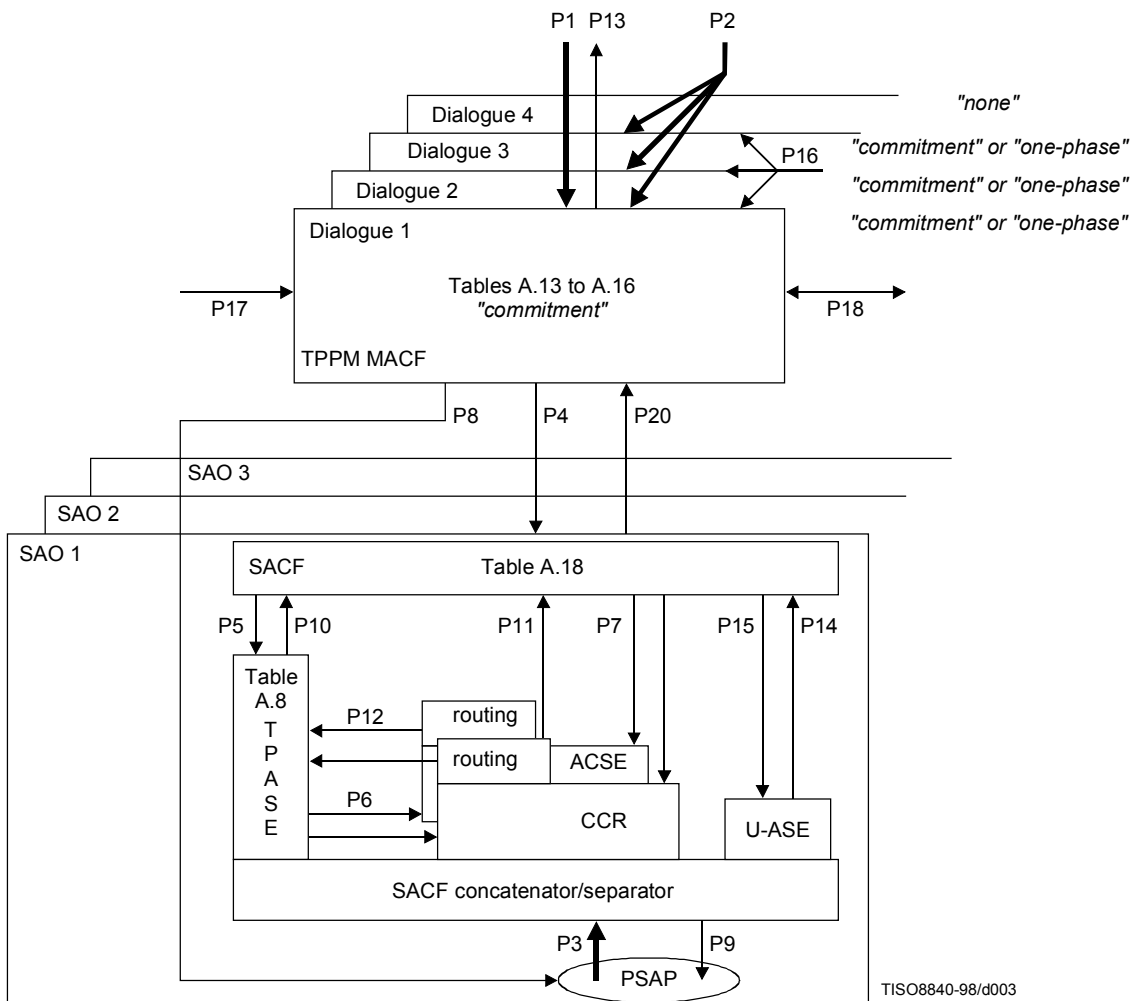 P1 P13 P2
Dialogue 4 "none"
Dialogue 3 P16 "commitment" or "one-phase"
Dialogue 2 "commitment" or "one-phase"
Dialogue 1 "commitment" or "one-phase"
Tables A.13 to A.16
"commitment"
P17 P18
TPPM MACF
P8 P4 P20
SAO 3
SAO 2
SAO 1
SACF Table A.18
P5 P10 P11 P7 P15 P14
Table
A.8
T
P
A
S
E
P12 routing
routing ACSE
P6
CCR U-ASE
SACF concatenator/separator
P3 P9
PSAP
TISO8840-98/d003